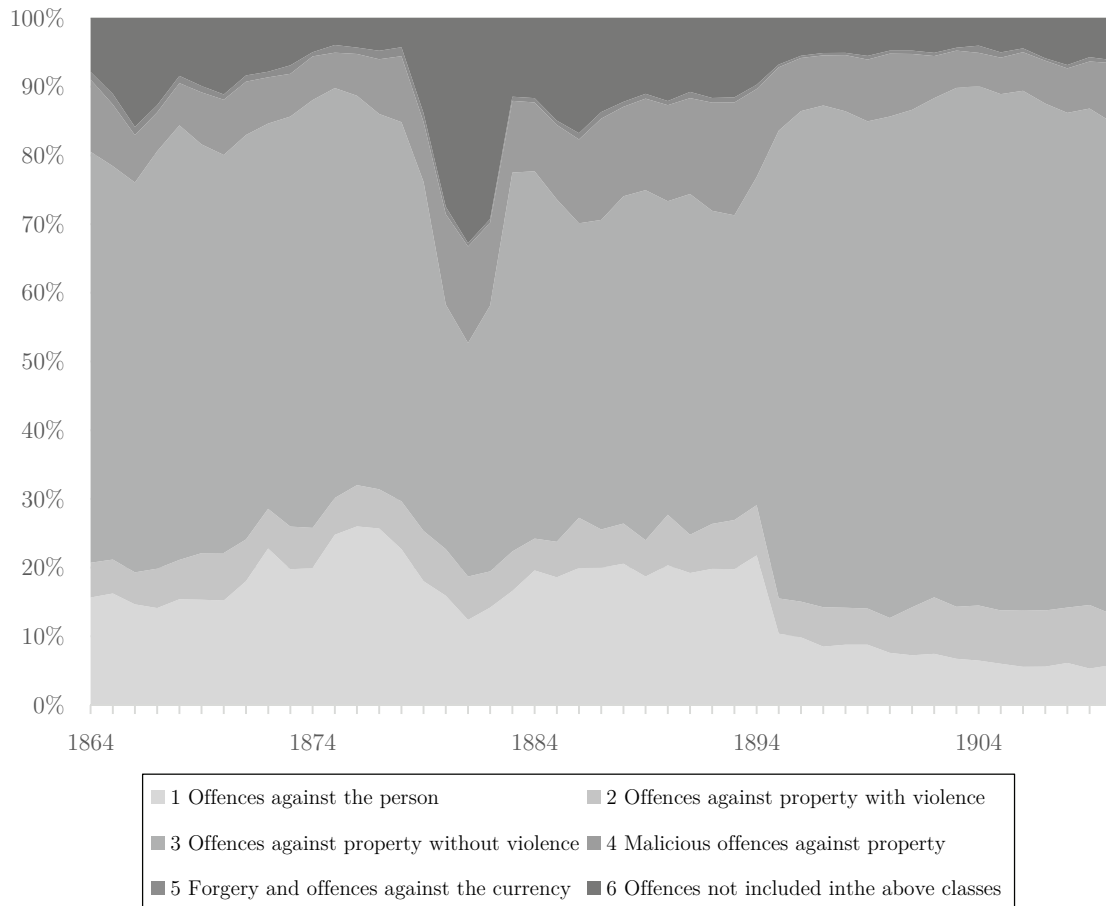 100%
90%
80%
70%
60%
50%
40%
30%
20%
10%
0%
1864 1874 1884 1894 1904
1 Offences against the person 2 Offences against property with violence
3 Offences against property without violence 4 Malicious offences against property
5 Forgery and offences against the currency 6 Offences not included inthe above classes